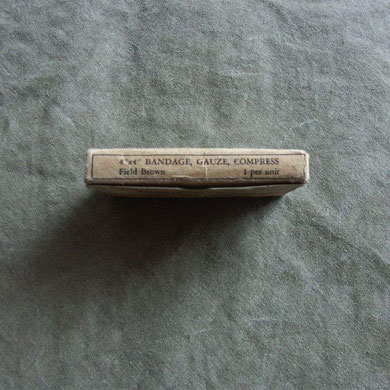 4"x4" BANDAGE, GAUZE, COMPRESS
Field Brown 1 per unit